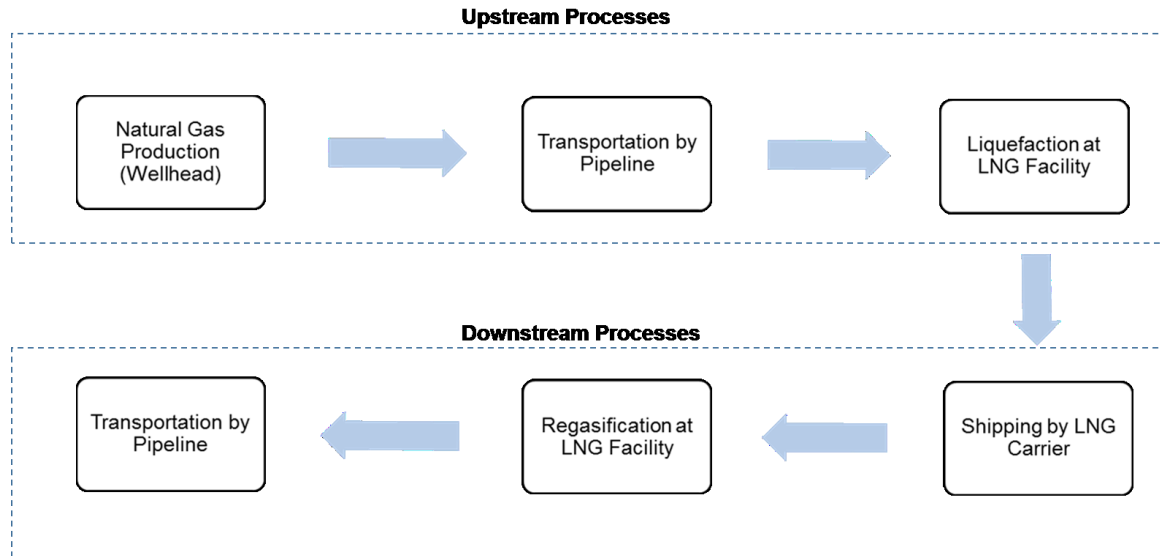 Upstream Processes
Natural Gas
Production
(Wellhead)
Transportation by
Pipeline
Liquefaction at
LNG Facility
Downstream Processes
Transportation by
Pipeline
Regasification at
LNG Facility
Shipping by LNG
Carrier